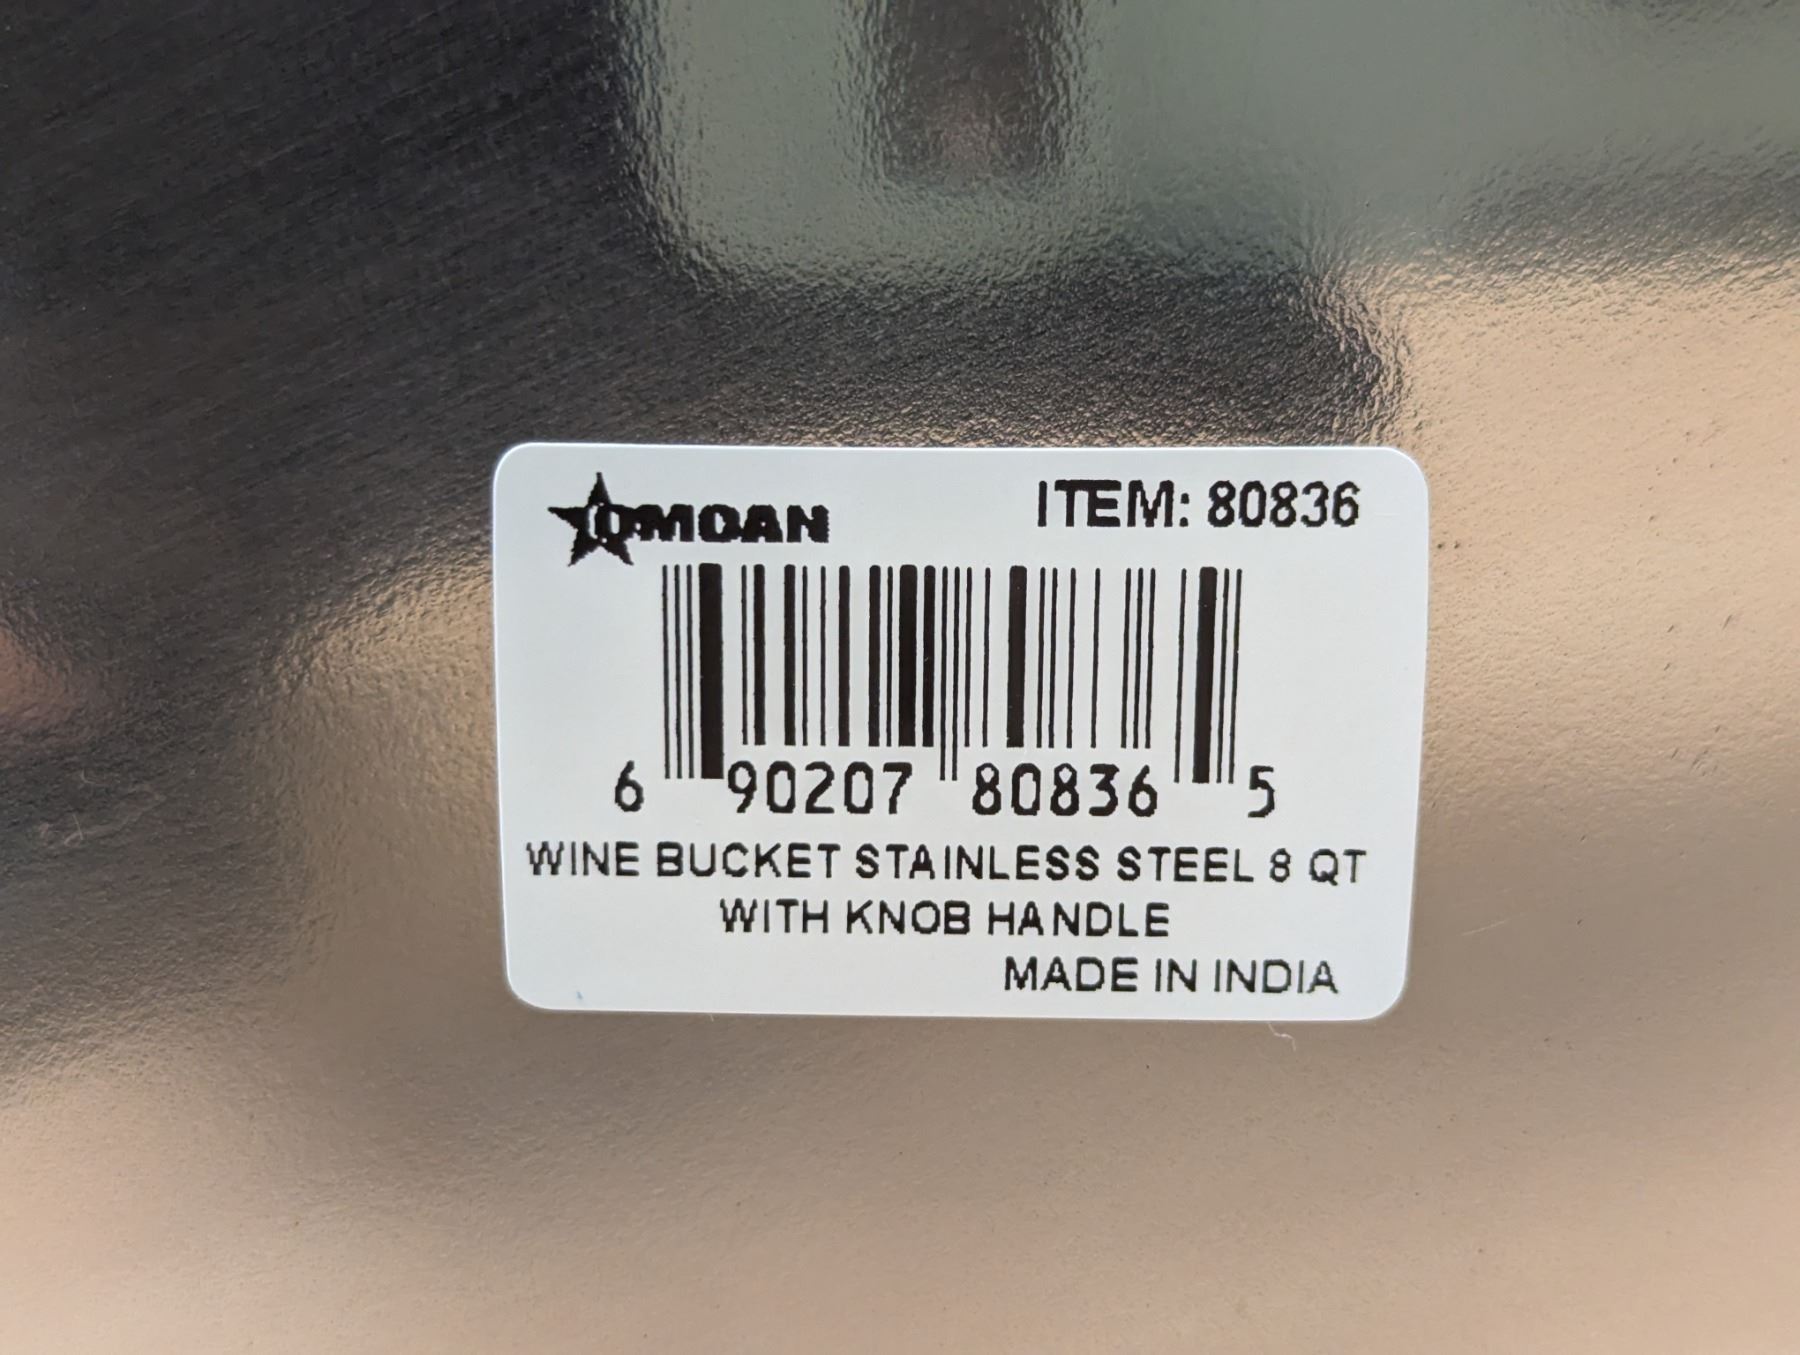 OMOAN ITEM: 80836
6 90207 80836 5
WINE BUCKET STAINLESS STEEL 8 QT
WITH KNOB HANDLE
MADE IN INDIA